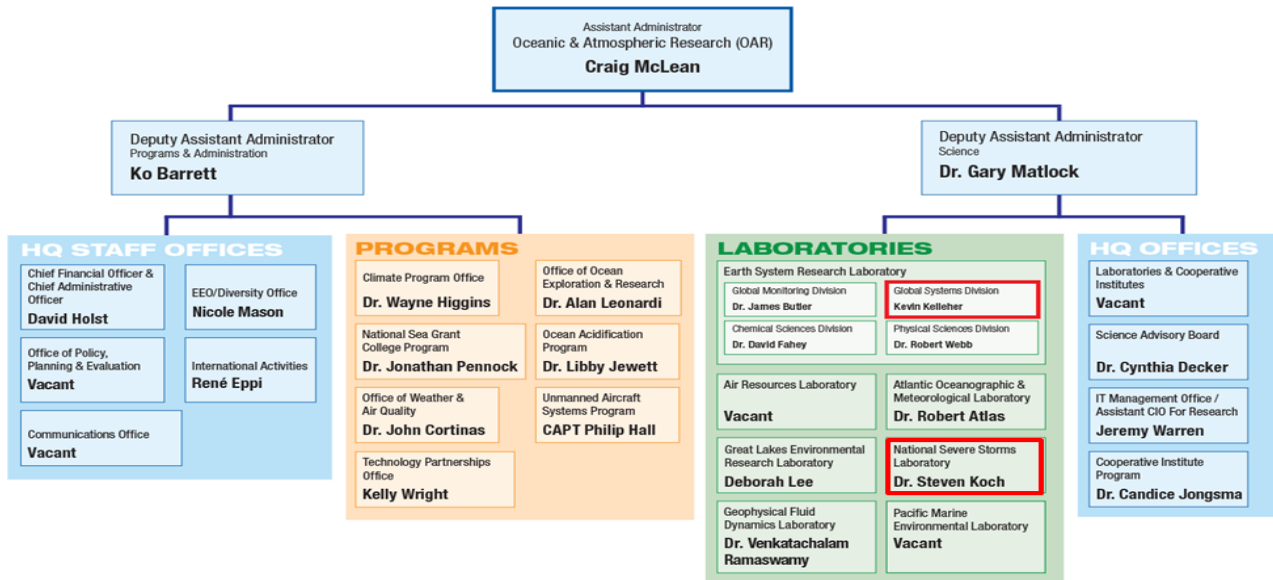 Assistant Administrator
Oceanic & Atmospheric Research (OAR)
Craig McLean
Deputy Assistant Administrator
Programs & Administration
Ko Barrett
Deputy Assistant Administrator
Science
Dr. Gary Matlock
HQ STAFF OFFICES
Chief Financial Officer &
Chief Administrative
Officer
David Holst
EEO/Diversity Office
Nicole Mason
Office of Policy,
Planning & Evaluation
Vacant
International Activities
René Eppi
Communications Office
Vacant
PROGRAMS
Climate Program Office
Dr. Wayne Higgins
Office of Ocean
Exploration & Research
Dr. Alan Leonardi
National Sea Grant
College Program
Dr. Jonathan Pennock
Ocean Acidification
Program
Dr. Libby Jewett
Office of Weather &
Air Quality
Dr. John Cortinas
Unmanned Aircraft
Systems Program
CAPT Philip Hall
Technology Partnerships
Office
Kelly Wright
LABORATORIES
Earth System Research Laboratory
Global Monitoring Division
Dr. James Butler
Global Systems Division
Kevin Kelleher
Chemical Sciences Division
Dr. David Fahey
Physical Sciences Division
Dr. Robert Webb
Air Resources Laboratory
Vacant
Atlantic Oceanographic &
Meteorological Laboratory
Dr. Robert Atlas
Great Lakes Environmental
Research Laboratory
Deborah Lee
National Severe Storms
Laboratory
Dr. Steven Koch
Geophysical Fluid
Dynamics Laboratory
Dr. Venkatachalam
Ramaswamy
Pacific Marine
Environmental Laboratory
Vacant
HQ OFFICES
Laboratories & Cooperative
Institutes
Vacant
Science Advisory Board
Dr. Cynthia Decker
IT Management Office /
Assistant CIO For Research
Jeremy Warren
Cooperative Institute
Program
Dr. Candice Jongsma